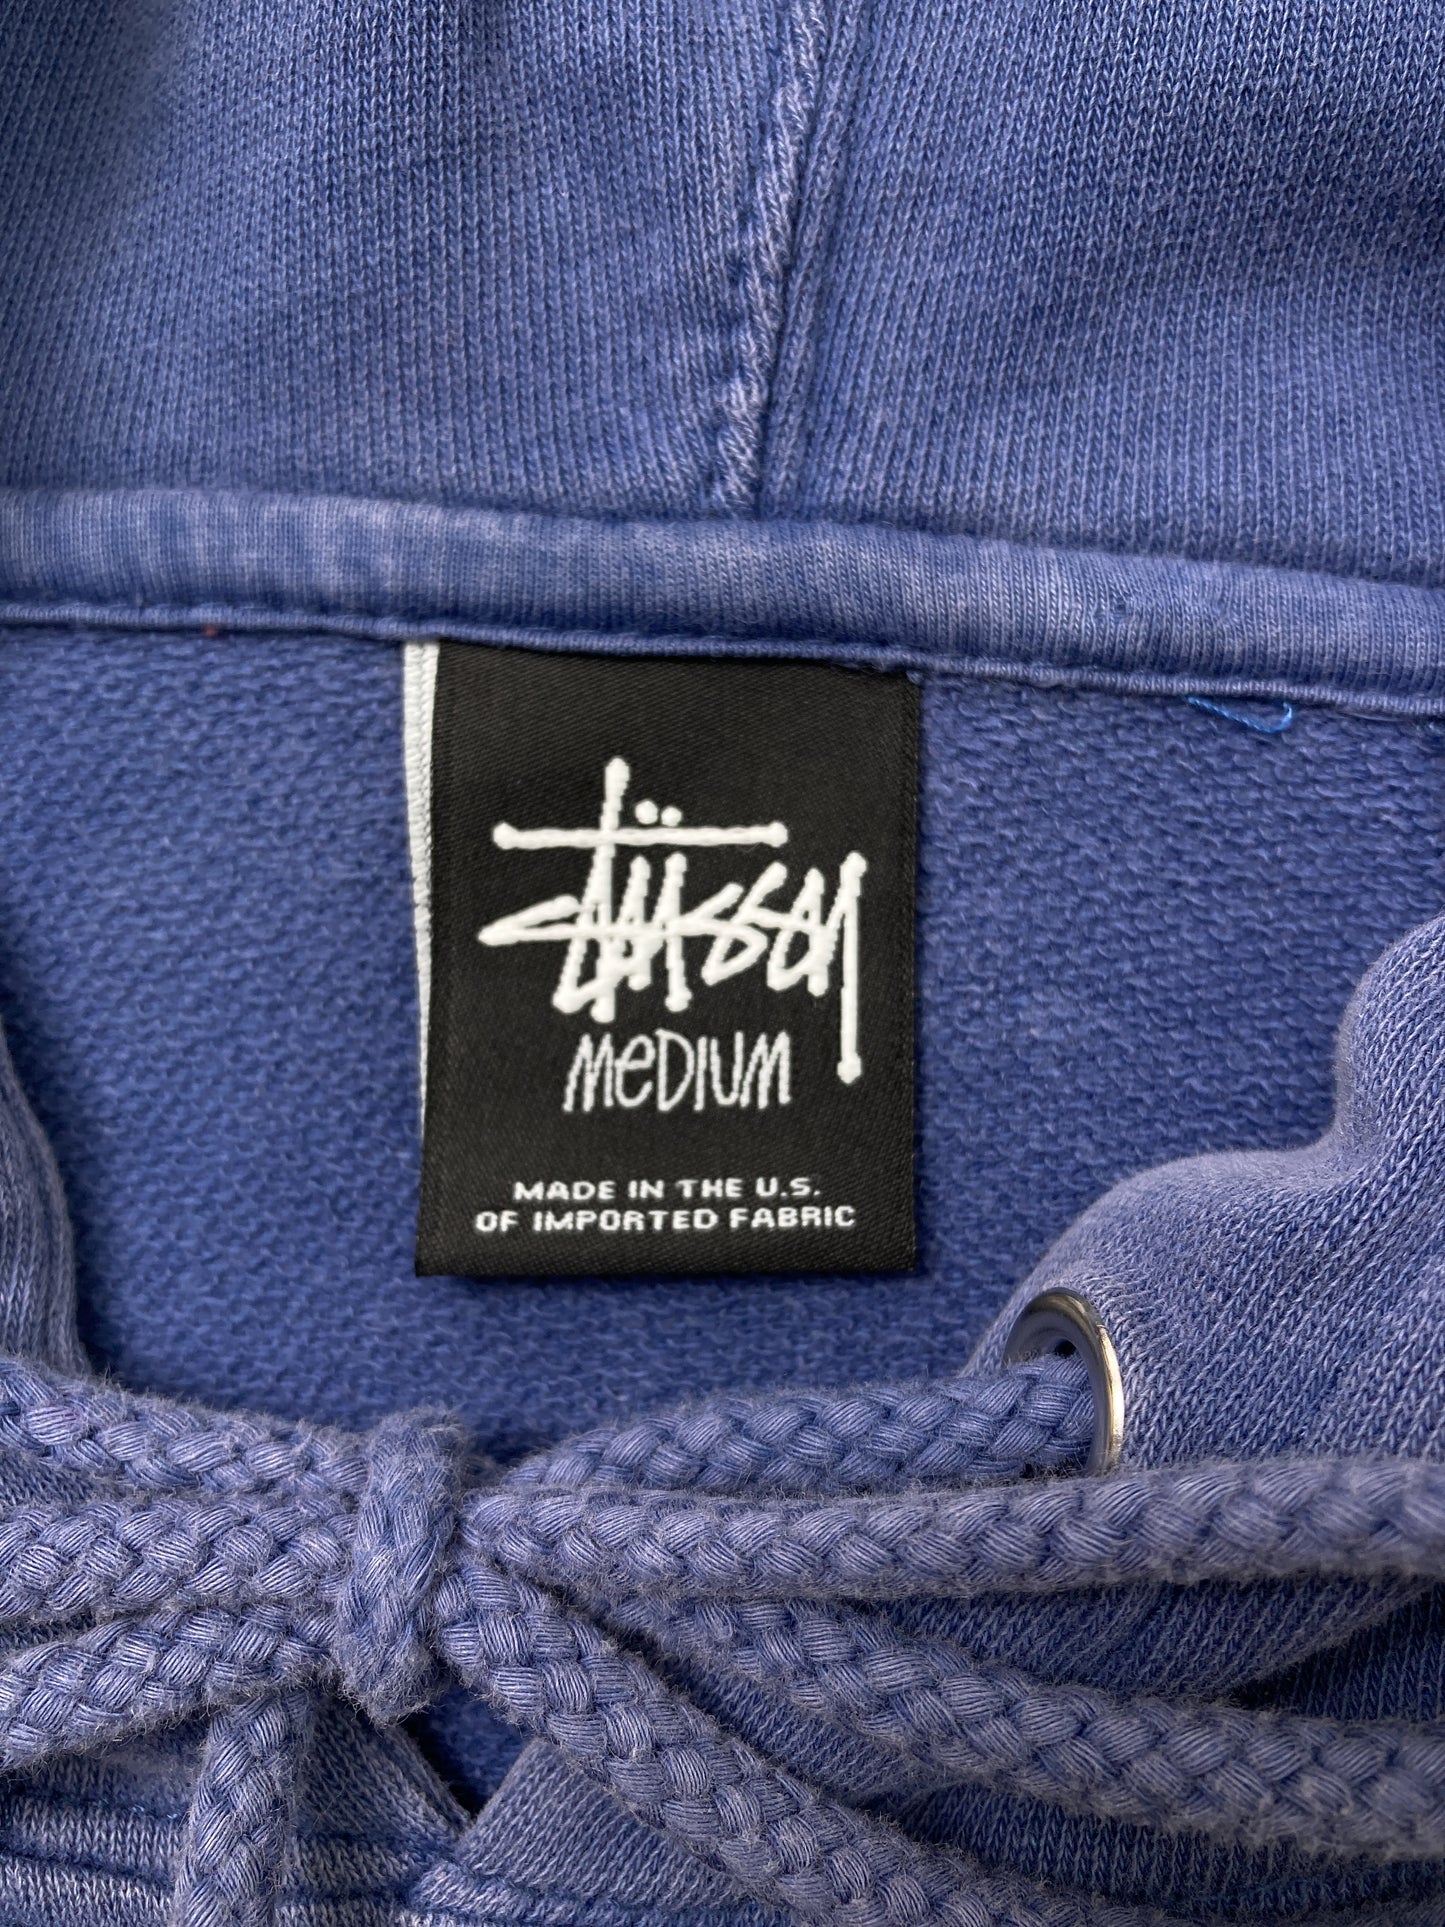 Stüssy
MEDIUM
MADE IN THE U.S.
OF IMPORTED FABRIC